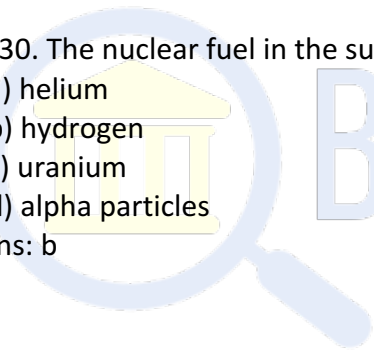 30. The nuclear fuel in the su
) helium
) hydrogen
) uranium
) alpha particles
ns: b
B